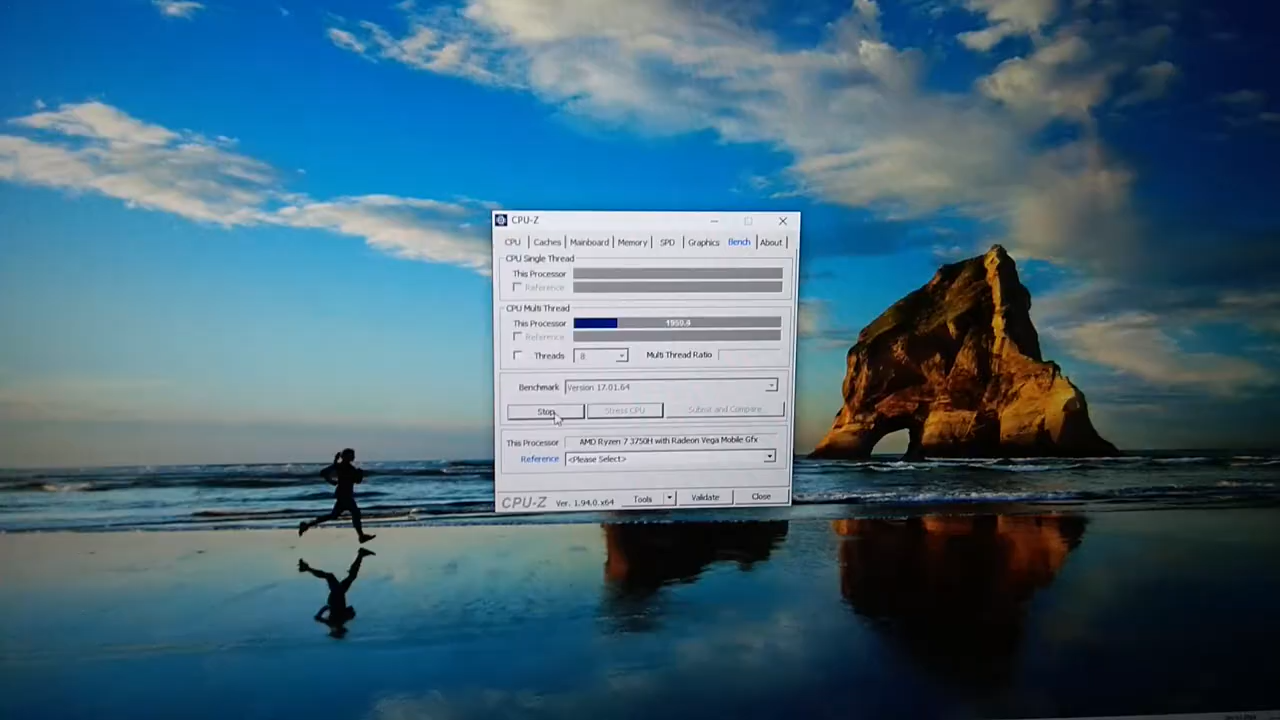 CPU-Z
CPU Caches Mainboard Memory SPD Graphics Bench About
CPU Single Thread
This Processor
Reference
CPU Multi Thread
This Processor 1959.4
Reference
Threads 8 Multi Thread Ratio
Benchmark Version 17.01.64
Stop Stress CPU Submit and Compare
This Processor AMD Ryzen 7 3750H with Radeon Vega Mobile Gfx
Reference <Please Select>
CPU-Z Ver. 1.94.0.x64 Tools Validate Close